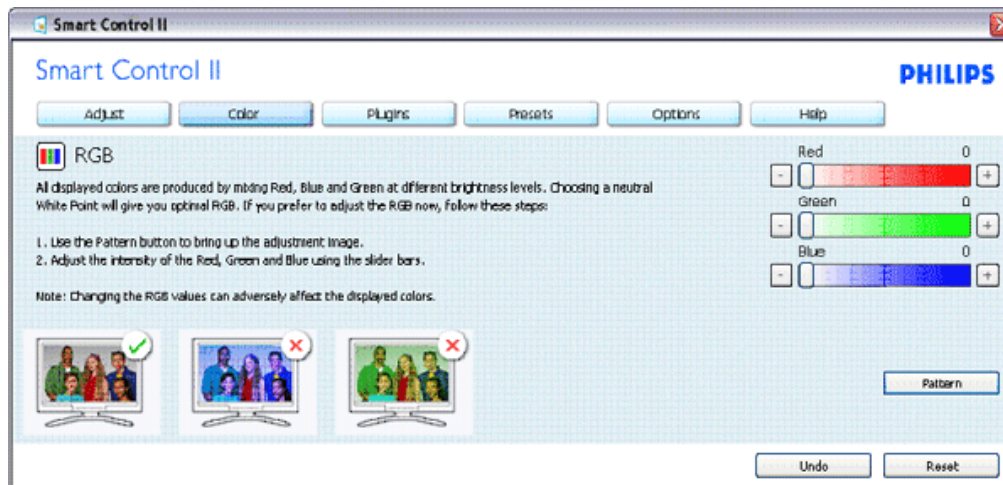 Smart Control II
Smart Control II
PHILIPS
Adjust Color Plugins Presets Options Help
RGB
All displayed colors are produced by mixing Red, Blue and Green at different brightness levels. Choosing a neutral
White Point will give you optimal RGB. If you prefer to adjust the RGB now, follow these steps:
1. Use the Pattern button to bring up the adjustment image.
2. Adjust the intensity of the Red, Green and Blue using the slider bars.
Note: Changing the RGB values can adversely affect the displayed colors.
Red 0
- +
Green 0
- +
Blue 0
- +
Pattern
Undo Reset